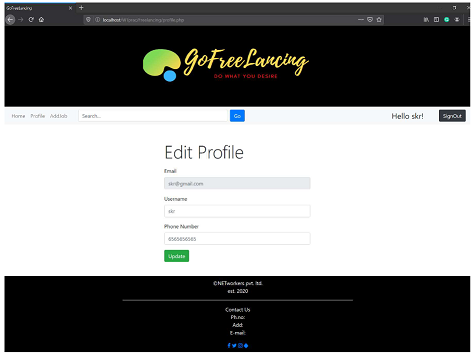 GoFreeLancing
localhost
profile.php
GoFreeLancing
DO WHAT YOU DESIRE
Home Profile AddJob Search... Go Hello skr! SignOut
Edit Profile
Email
skr@gmail.com
Username
skr
Phone Number
6565656565
Update
©NETworkers pvt. ltd.
est. 2020
Contact Us
Ph.no:
Add:
E-mail: